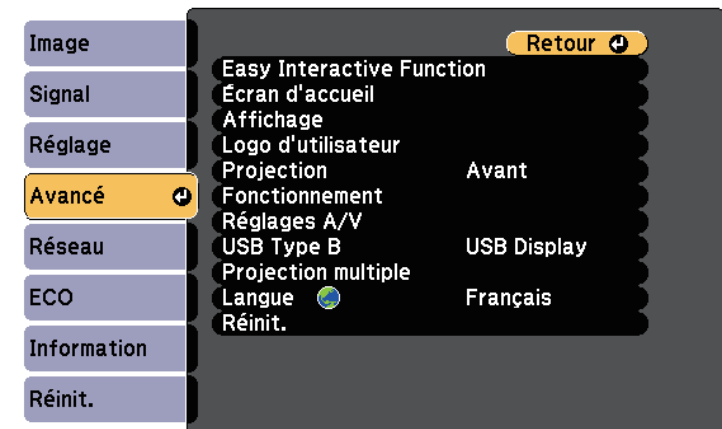 Image
Signal
Réglage
Avancé
Réseau
ECO
Information
Réinit.
Retour
Easy Interactive Function
Écran d'accueil
Affichage
Logo d'utilisateur
Projection Avant
Fonctionnement
Réglages A/V
USB Type B USB Display
Projection multiple
Langue Français
Réinit.